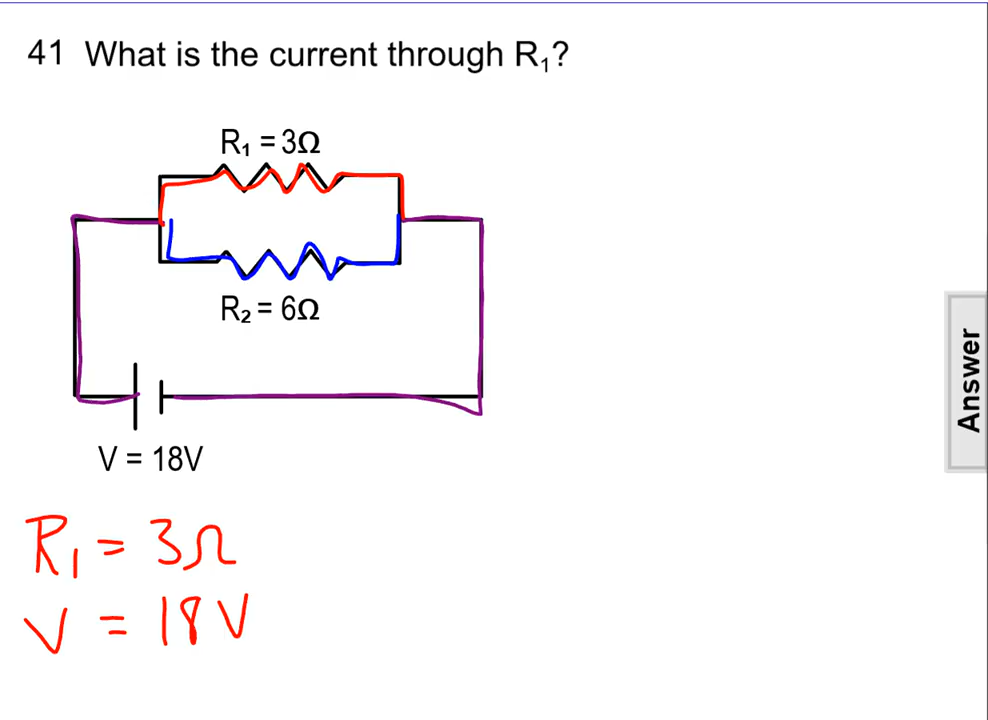 41 What is the current through R₁?
R₁ = 3Ω
R₂ = 6Ω
V = 18V
R₁ = 3Ω
V = 18V
Answer